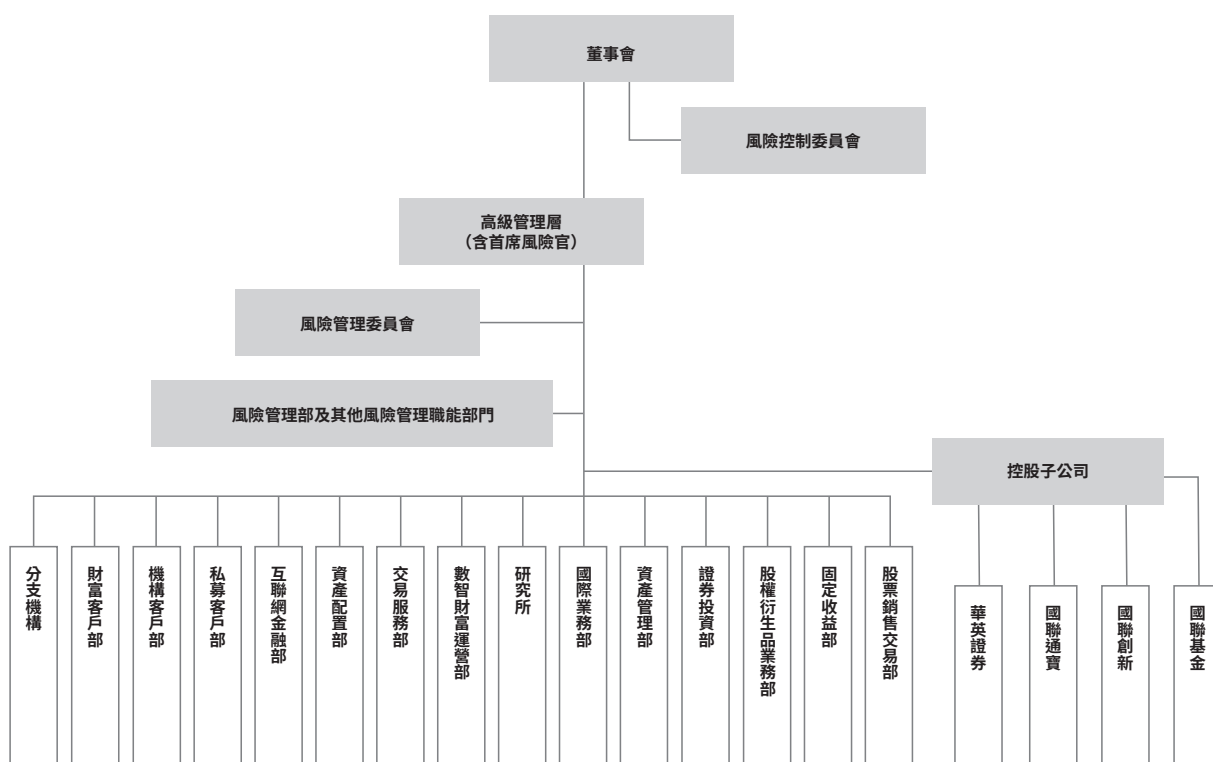 董事會
風險控制委員會
高級管理層
（含首席風險官）
風險管理委員會
風險管理部及其他風險管理職能部門
控股子公司
分支機構
財富客戶部
機構客戶部
私募客戶部
互聯網金融部
資產配置部
交易服務部
數智財富運營部
研究所
國際業務部
資產管理部
證券投資部
股權衍生品業務部
固定收益部
股票銷售交易部
華英證券
國聯通寶
國聯創新
國聯基金